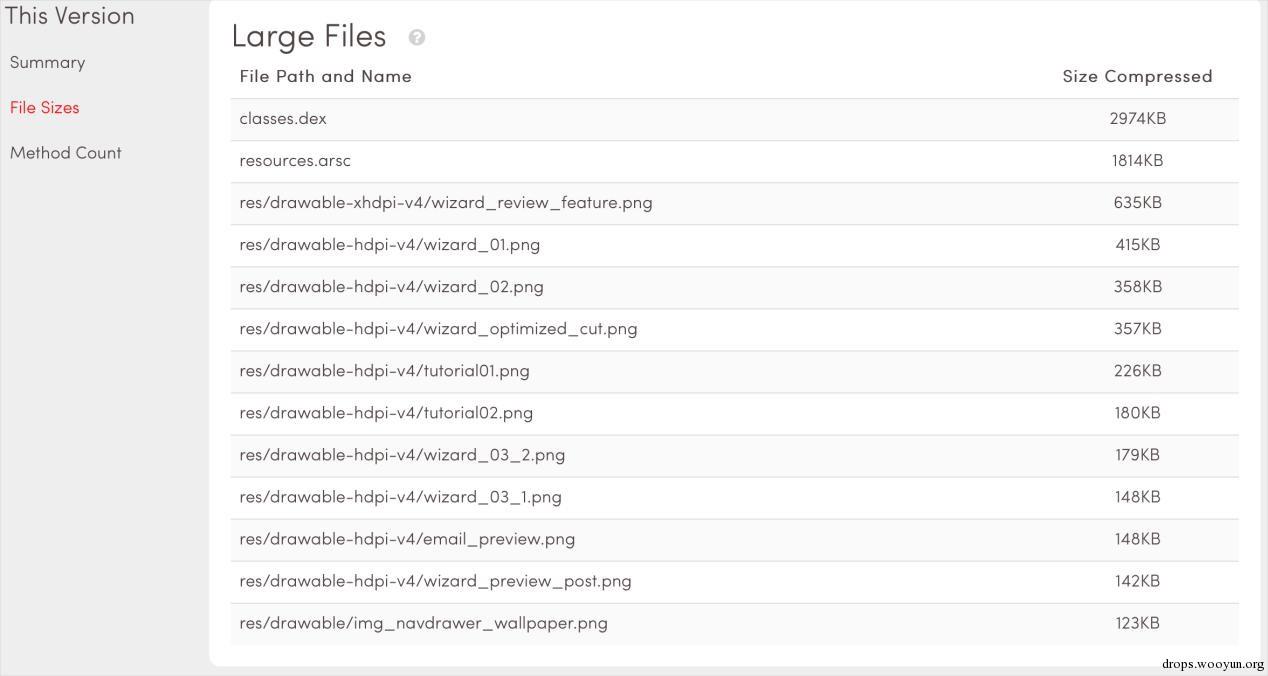 This Version
Summary
File Sizes
Method Count
Large Files ?
File Path and Name Size Compressed
classes.dex 2974KB
resources.arsc 1814KB
res/drawable-xhdpi-v4/wizard_review_feature.png 635KB
res/drawable-hdpi-v4/wizard_01.png 415KB
res/drawable-hdpi-v4/wizard_02.png 358KB
res/drawable-hdpi-v4/wizard_optimized_cut.png 357KB
res/drawable-hdpi-v4/tutorial01.png 226KB
res/drawable-hdpi-v4/tutorial02.png 180KB
res/drawable-hdpi-v4/wizard_03_2.png 179KB
res/drawable-hdpi-v4/wizard_03_1.png 148KB
res/drawable-hdpi-v4/email_preview.png 148KB
res/drawable-hdpi-v4/wizard_preview_post.png 142KB
res/drawable/img_navdrawer_wallpaper.png 123KB
drops.wooyun.org